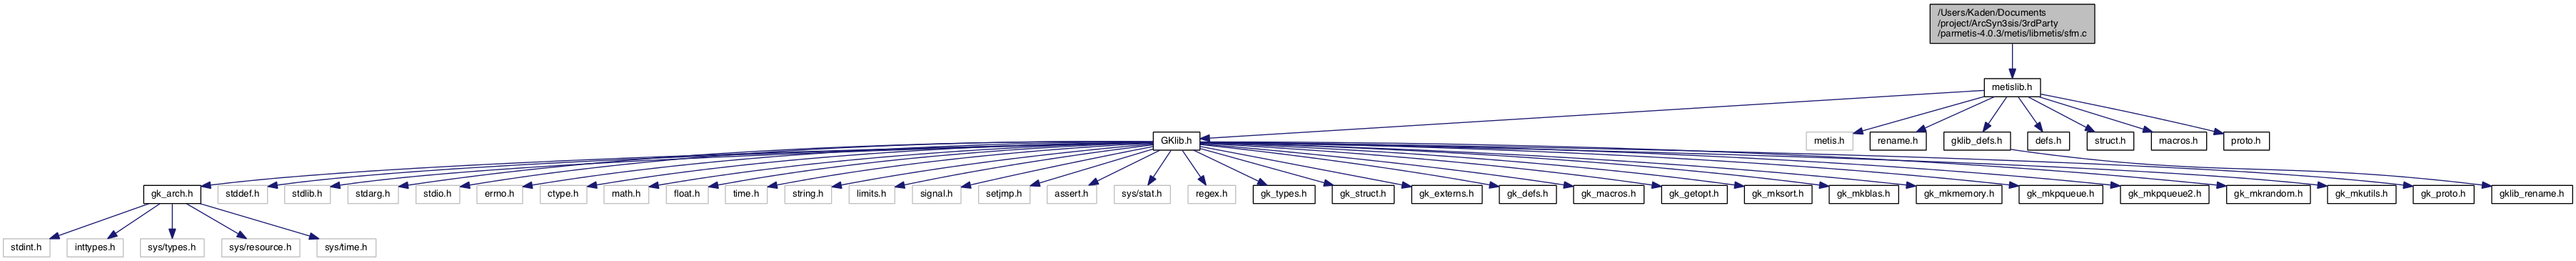 /Users/Kaden/Documents
/project/ArcSyn3sis/3rdParty
/parmetis-4.0.3/metis/libmetis/sfm.c
metislib.h
GKlib.h
metis.h
rename.h
gklib_defs.h
defs.h
struct.h
macros.h
proto.h
gk_arch.h
stddef.h
stdlib.h
stdarg.h
stdio.h
errno.h
ctype.h
math.h
float.h
time.h
string.h
limits.h
signal.h
setjmp.h
assert.h
sys/stat.h
regex.h
gk_types.h
gk_struct.h
gk_externs.h
gk_defs.h
gk_macros.h
gk_getopt.h
gk_mksort.h
gk_mkblas.h
gk_mkmemory.h
gk_mkpqueue.h
gk_mkpqueue2.h
gk_mkrandom.h
gk_mkutils.h
gk_proto.h
gklib_rename.h
stdint.h
inttypes.h
sys/types.h
sys/resource.h
sys/time.h